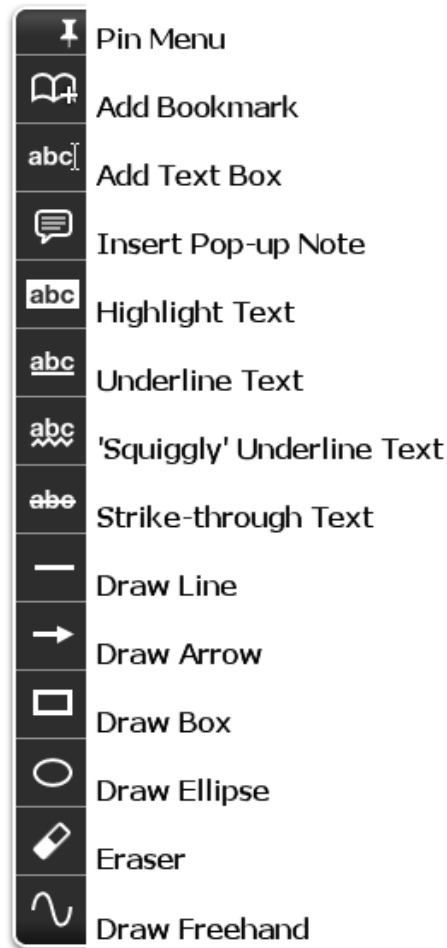 Pin Menu
Add Bookmark
abc Add Text Box
Insert Pop-up Note
abc Highlight Text
abc Underline Text
abc 'Squiggly' Underline Text
abc Strike-through Text
Draw Line
Draw Arrow
Draw Box
Draw Ellipse
Eraser
Draw Freehand